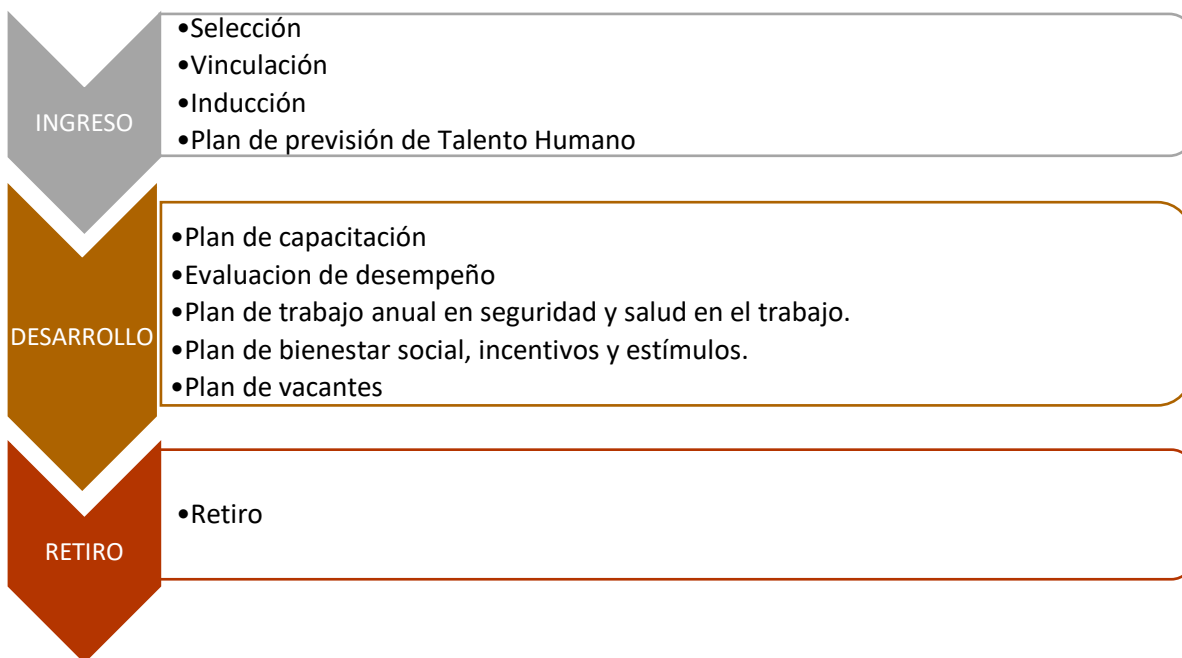 INGRESO
•Selección
•Vinculación
•Inducción
•Plan de previsión de Talento Humano
DESARROLLO
•Plan de capacitación
•Evaluacion de desempeño
•Plan de trabajo anual en seguridad y salud en el trabajo.
•Plan de bienestar social, incentivos y estímulos.
•Plan de vacantes
RETIRO
•Retiro